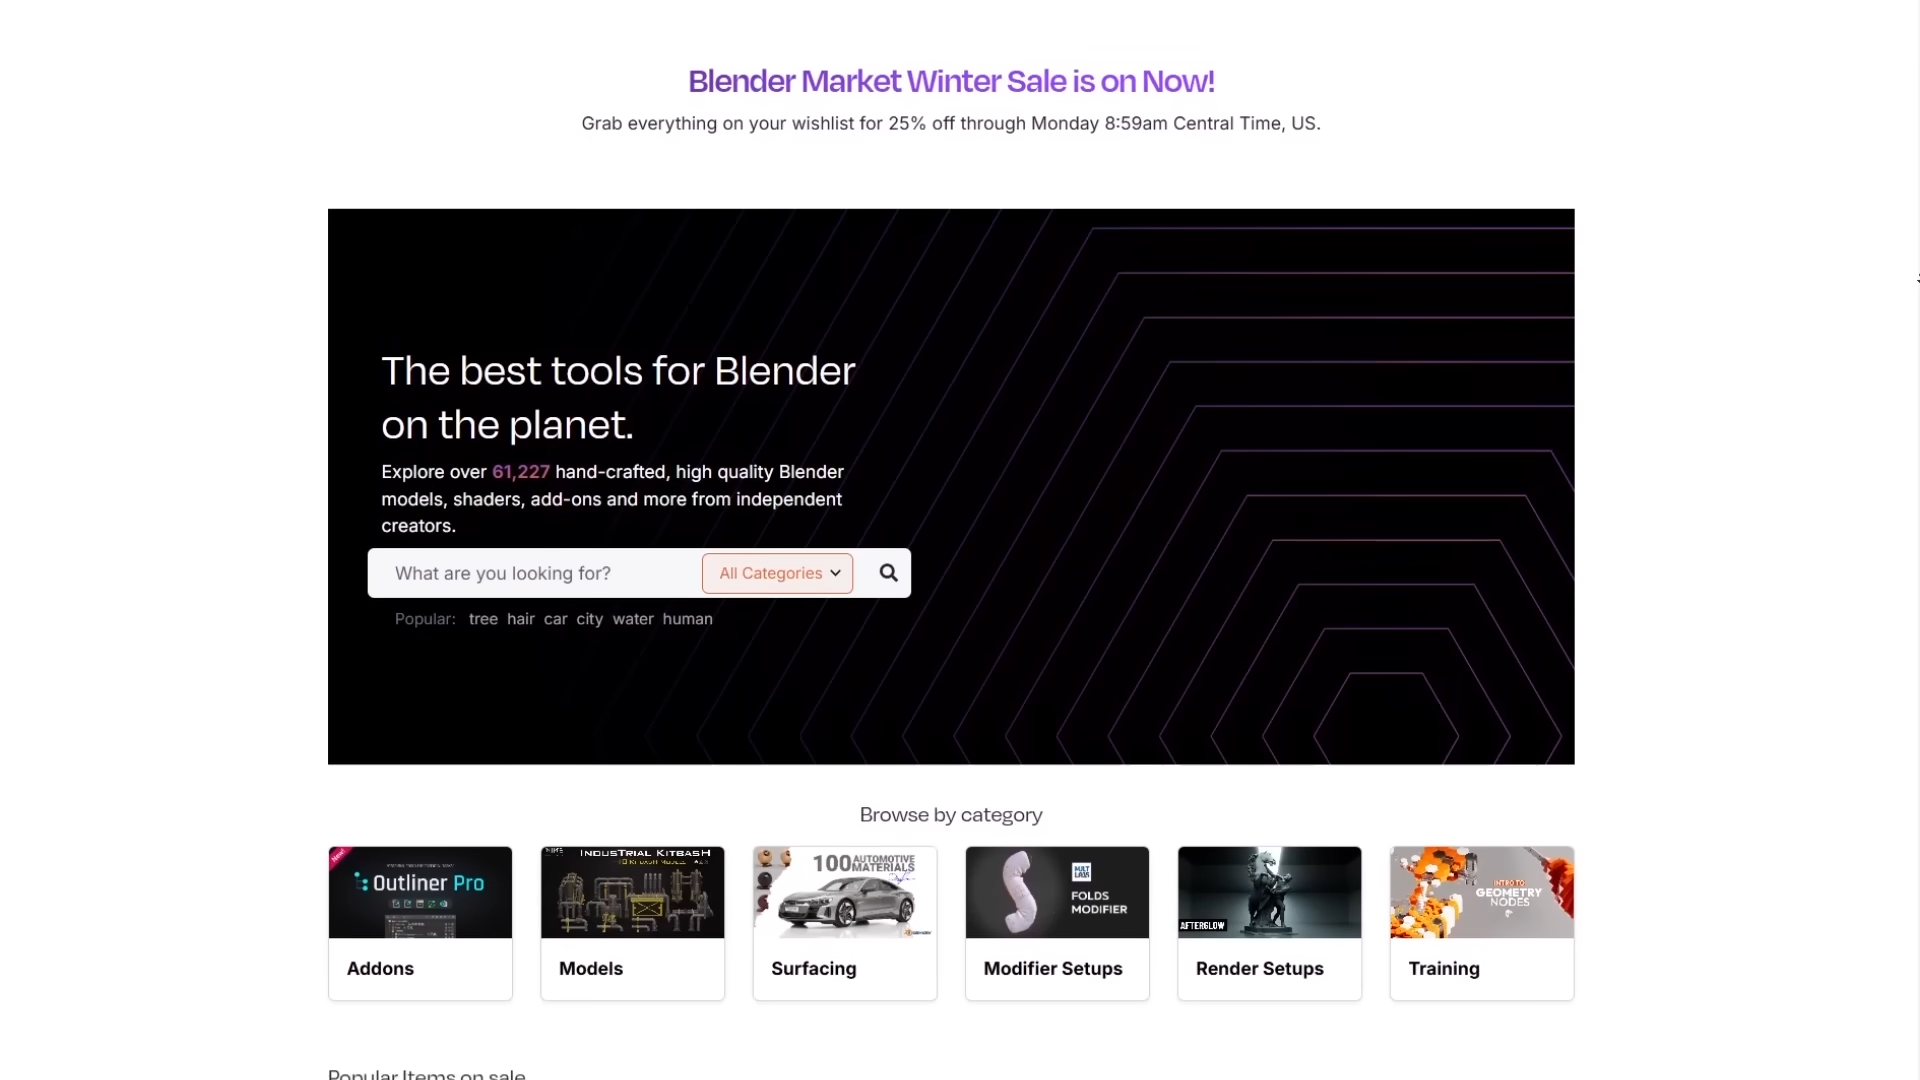 Blender Market Winter Sale is on Now!
Grab everything on your wishlist for 25% off through Monday 8:59am Central Time, US.
The best tools for Blender
on the planet.
Explore over 61,227 hand-crafted, high quality Blender
models, shaders, add-ons and more from independent
creators.
What are you looking for?
All Categories
Popular: tree hair car city water human
Browse by category
New!
Outliner Pro
INDUSTRIAL KITBASH
100 AUTOMOTIVE
MATERIALS
FOLDS
MODIFIER
AFTERGLOW
INTRO TO
GEOMETRY
NODES
Addons
Models
Surfacing
Modifier Setups
Render Setups
Training
Popular Items on sale